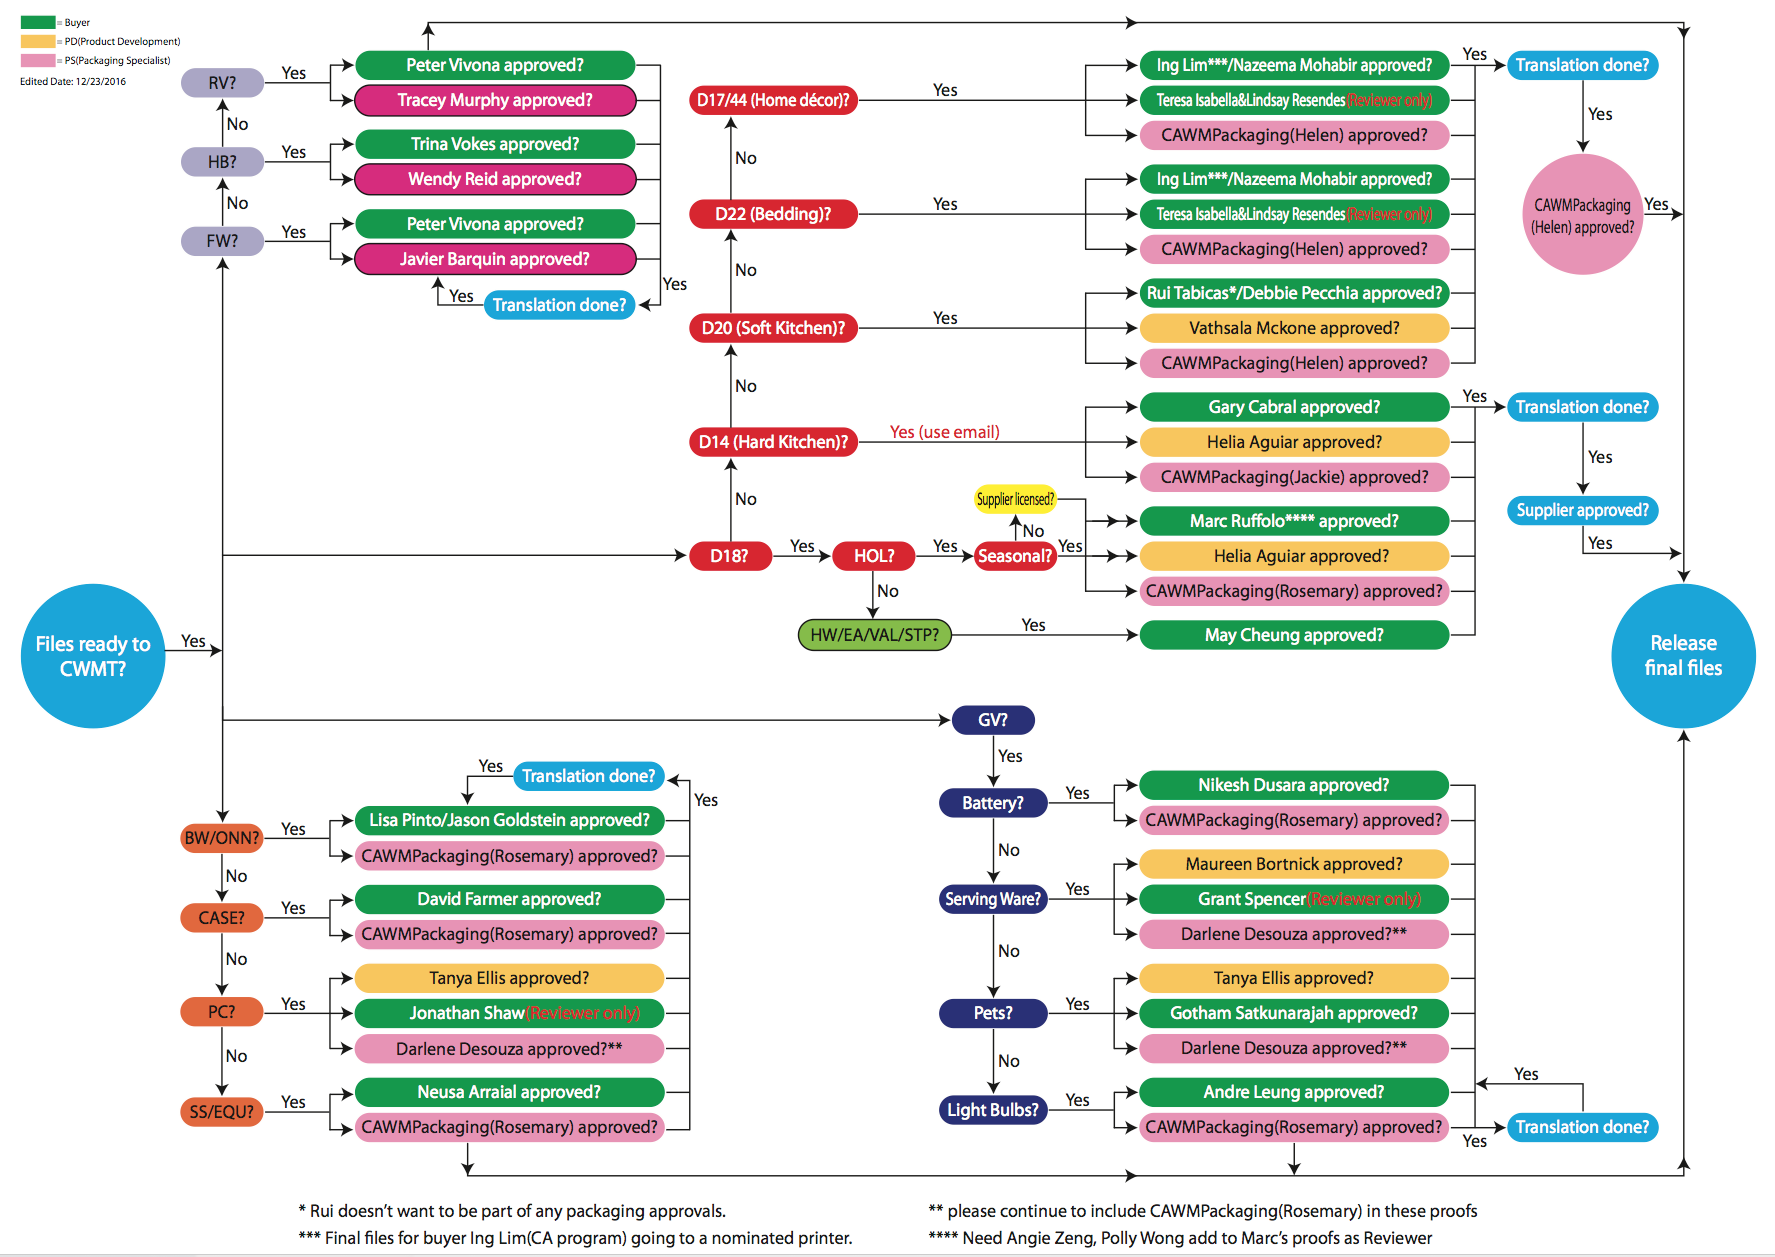 = Buyer
= PD(Product Development)
= PS(Packaging Specialist)
Edited Date: 12/23/2016
RV?
Yes
Peter Vivona approved?
Tracey Murphy approved?
No
HB?
Yes
Trina Vokes approved?
Wendy Reid approved?
No
FW?
Yes
Peter Vivona approved?
Javier Barquin approved?
Yes
Translation done?
Yes
D17/44 (Home décor)?
Yes
Ing Lim***/Nazeema Mohabir approved?
Teresa Isabella&Lindsay Resendes(Reviewer only)
CAWMPackaging(Helen) approved?
Yes
Translation done?
Yes
CAWMPackaging
(Helen) approved?
Yes
No
D22 (Bedding)?
Yes
Ing Lim***/Nazeema Mohabir approved?
Teresa Isabella&Lindsay Resendes(Reviewer only)
CAWMPackaging(Helen) approved?
No
D20 (Soft Kitchen)?
Yes
Rui Tabicas*/Debbie Pecchia approved?
Vathsala Mckone approved?
CAWMPackaging(Helen) approved?
No
D14 (Hard Kitchen)?
Yes (use email)
Gary Cabral approved?
Helia Aguiar approved?
CAWMPackaging(Jackie) approved?
Yes
Translation done?
Yes
Supplier approved?
Yes
No
D18?
Yes
HOL?
Yes
Seasonal?
No
Supplier licensed?
Yes
Marc Ruffolo**** approved?
Helia Aguiar approved?
CAWMPackaging(Rosemary) approved?
No
HW/EA/VAL/STP?
Yes
May Cheung approved?
Files ready to
CWMT?
Yes
Release
final files
GV?
Yes
Battery?
Yes
Nikesh Dusara approved?
CAWMPackaging(Rosemary) approved?
No
Serving Ware?
Yes
Maureen Bortnick approved?
Grant Spencer(Reviewer only)
Darlene Desouza approved?**
No
Pets?
Yes
Tanya Ellis approved?
Gotham Satkunarajah approved?
Darlene Desouza approved?**
No
Light Bulbs?
Yes
Andre Leung approved?
CAWMPackaging(Rosemary) approved?
Yes
Translation done?
Yes
Yes
Translation done?
Yes
BW/ONN?
Yes
Lisa Pinto/Jason Goldstein approved?
CAWMPackaging(Rosemary) approved?
No
CASE?
Yes
David Farmer approved?
CAWMPackaging(Rosemary) approved?
No
PC?
Yes
Tanya Ellis approved?
Jonathan Shaw(Reviewer only)
Darlene Desouza approved?**
No
SS/EQU?
Yes
Neusa Arraial approved?
CAWMPackaging(Rosemary) approved?
* Rui doesn't want to be part of any packaging approvals.
** please continue to include CAWMPackaging(Rosemary) in these proofs
*** Final files for buyer Ing Lim(CA program) going to a nominated printer.
**** Need Angie Zeng, Polly Wong add to Marc's proofs as Reviewer